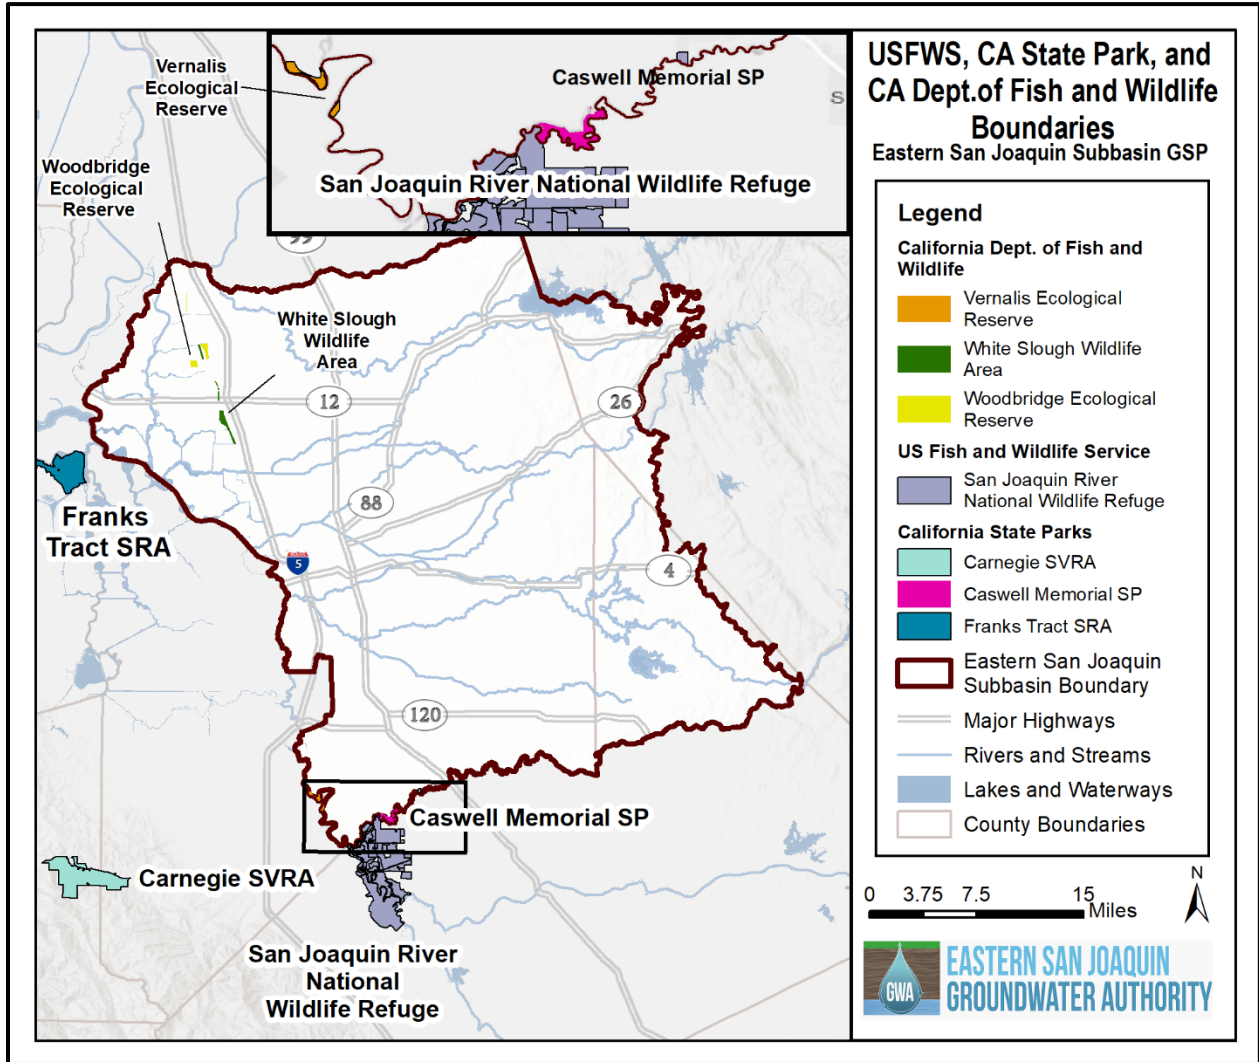 Vernalis
Ecological
Reserve
Caswell Memorial SP
S
San Joaquin River National Wildlife Refuge
Woodbridge
Ecological
Reserve
99
White Slough
Wildlife
Area
12
26
88
Franks
Tract SRA
5
4
120
Caswell Memorial SP
Carnegie SVRA
San Joaquin River
National
Wildlife Refuge
USFWS, CA State Park, and
CA Dept.of Fish and Wildlife
Boundaries
Eastern San Joaquin Subbasin GSP
Legend
California Dept. of Fish and
Wildlife
Vernalis Ecological
Reserve
White Slough Wildlife
Area
Woodbridge Ecological
Reserve
US Fish and Wildlife Service
San Joaquin River
National Wildlife Refuge
California State Parks
Carnegie SVRA
Caswell Memorial SP
Franks Tract SRA
Eastern San Joaquin
Subbasin Boundary
Major Highways
Rivers and Streams
Lakes and Waterways
County Boundaries
N
0 3.75 7.5 15
Miles
GWA
EASTERN SAN JOAQUIN
GROUNDWATER AUTHORITY